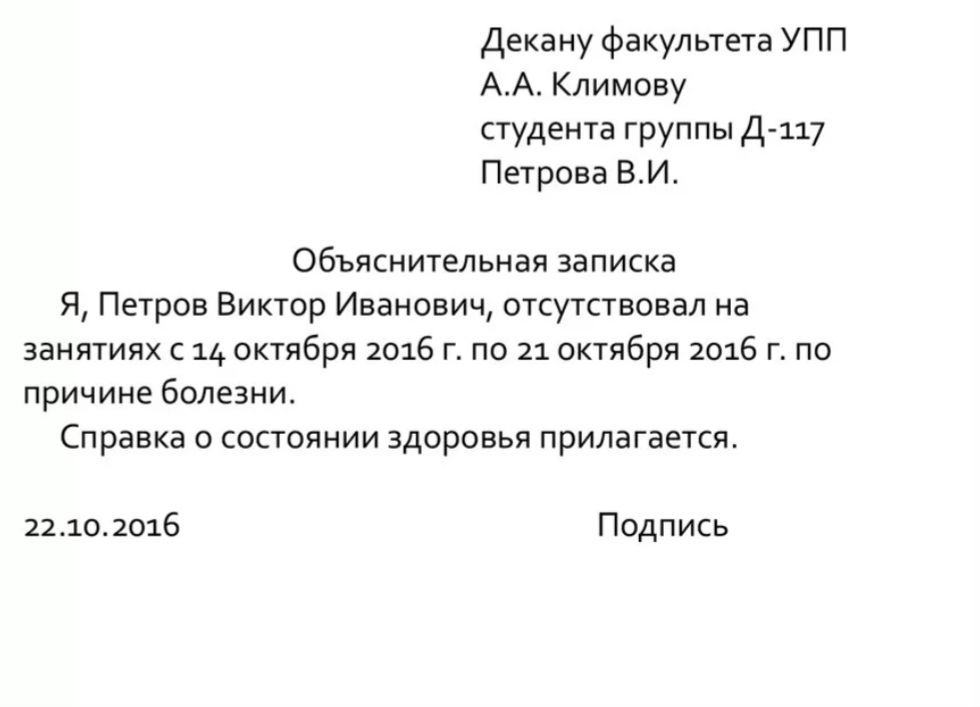 Декану факультета УПП
А.А. Климову
студента группы Д-117
Петрова В.И.
Объяснительная записка
Я, Петров Виктор Иванович, отсутствовал на
занятиях с 14 октября 2016 г. по 21 октября 2016 г. по
причине болезни.
Справка о состоянии здоровья прилагается.
22.10.2016 Подпись